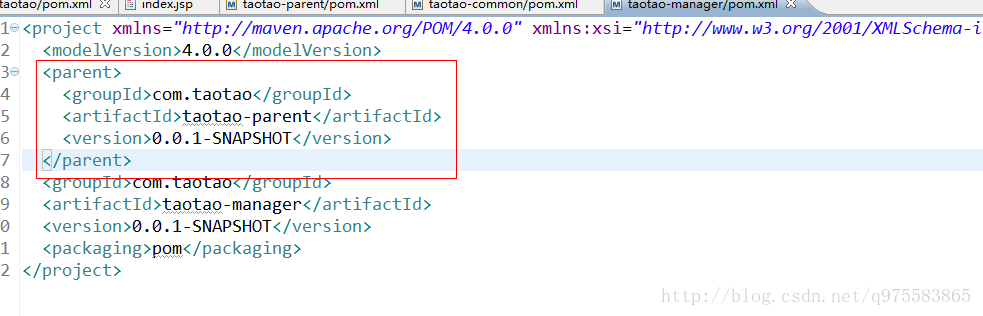 taotao/pom.xml index.jsp taotao-parent/pom.xml taotao-common/pom.xml taotao-manager/pom.xml
1 <project xmlns="http://maven.apache.org/POM/4.0.0" xmlns:xsi="http://www.w3.org/2001/XMLSchema-i
2 <modelVersion>4.0.0</modelVersion>
3 <parent>
4 <groupId>com.taotao</groupId>
5 <artifactId>taotao-parent</artifactId>
6 <version>0.0.1-SNAPSHOT</version>
7 </parent>
8 <groupId>com.taotao</groupId>
9 <artifactId>taotao-manager</artifactId>
0 <version>0.0.1-SNAPSHOT</version>
1 <packaging>pom</packaging>
2 </project>
http://blog.csdn.net/q975583865